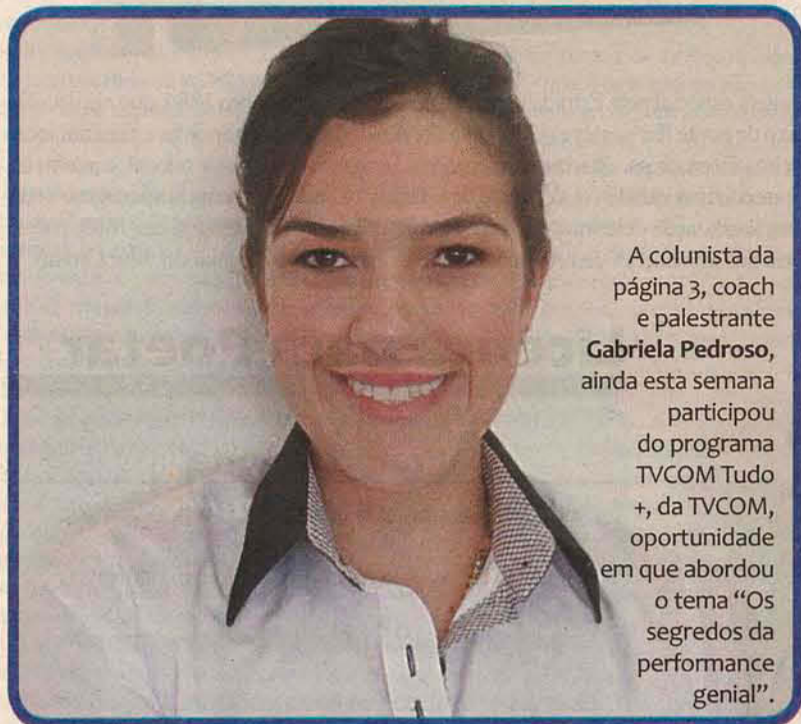 A colunista da
página 3, coach
e palestrante
Gabriela Pedroso,
ainda esta semana
participou
do programa
TVCOM Tudo
+, da TVCOM,
oportunidade
em que abordou
o tema “Os
segredos da
performance
genial”.